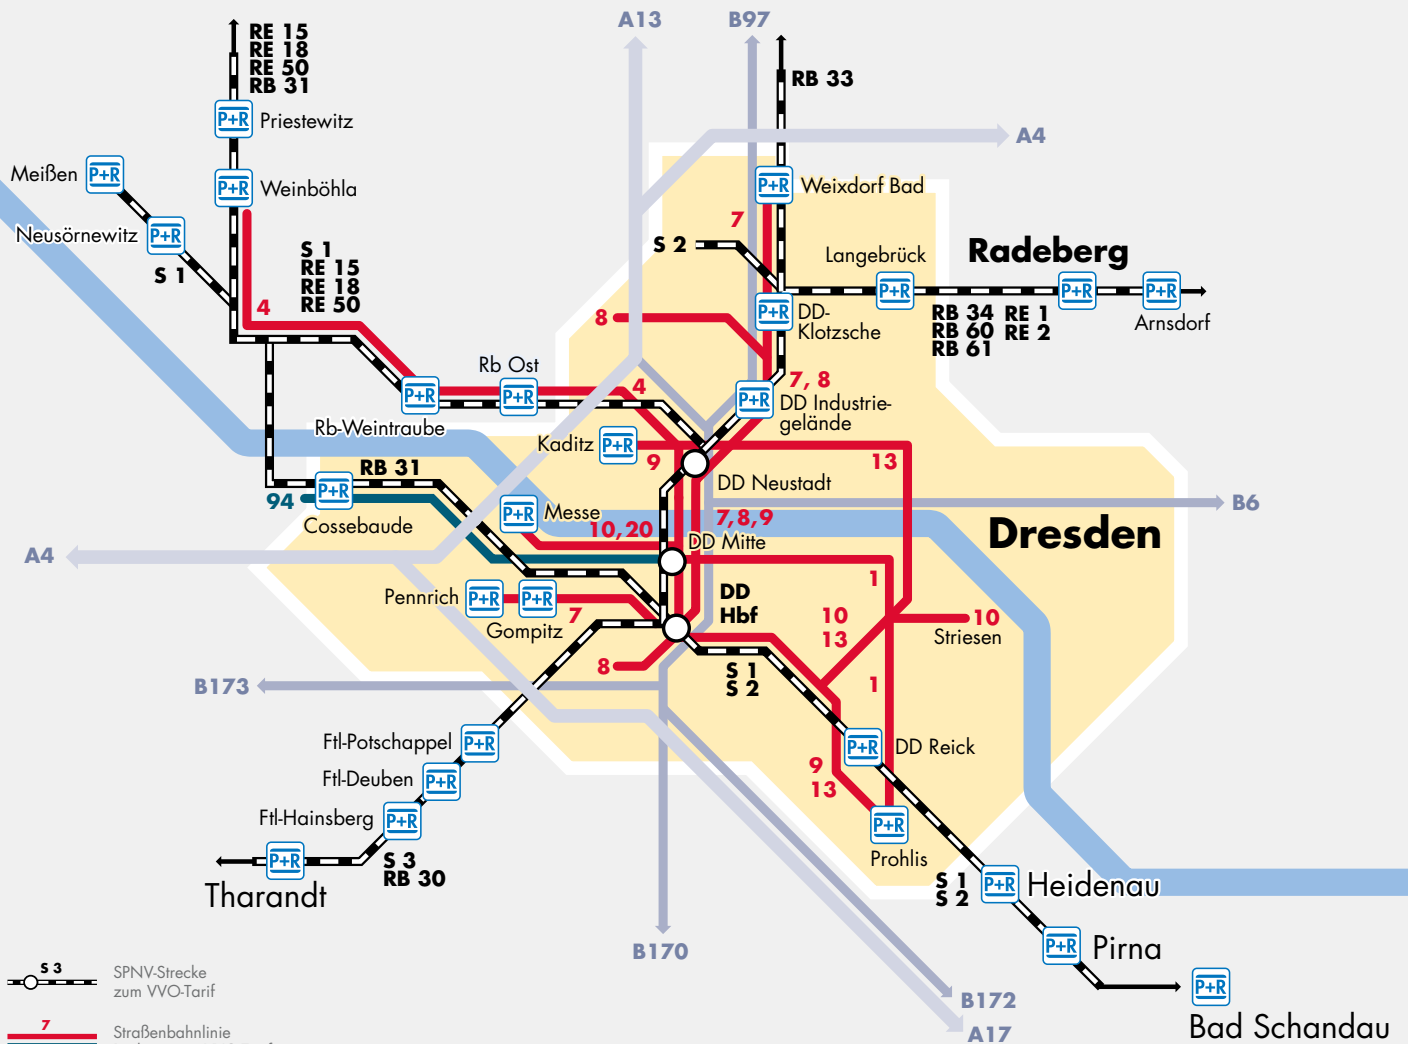 A13
B97
RE 15
RE 18
RE 50
RB 31
RB 33
P+R
Priestewitz
A4
Meißen
P+R
P+R
Weinböhla
P+R
Weixdorf Bad
7
Neusörnewitz
P+R
S 1
S 1
RE 15
RE 18
RE 50
S 2
Langebrück
Radeberg
P+R
P+R
P+R
Arnsdorf
RB 34
RB 60
RB 61
RE 1
RE 2
4
8
P+R
DD-
Klotzsche
Rb Ost
P+R
P+R
4
7, 8
P+R
DD Industrie-
gelände
Rb-Weintraube
Kaditz
P+R
9
13
RB 31
94
P+R
Cossebaude
DD Neustadt
B6
P+R
Messe
10,20
7,8,9
DD Mitte
Dresden
A4
Pennrich
P+R
P+R
Gompitz
7
1
DD
Hbf
10
13
10
Striesen
8
S 1
S 2
1
B173
Ftl-Potschappel
P+R
P+R
DD Reick
Ftl-Deuben
P+R
9
13
Ftl-Hainsberg
P+R
P+R
Prohlis
P+R
Tharandt
S 3
RB 30
S 1
S 2
P+R
Heidenau
B170
P+R
Pirna
S 3
SPNV-Strecke
zum VVO-Tarif
P+R
Bad Schandau
B172
A17
7
Straßenbahnlinie